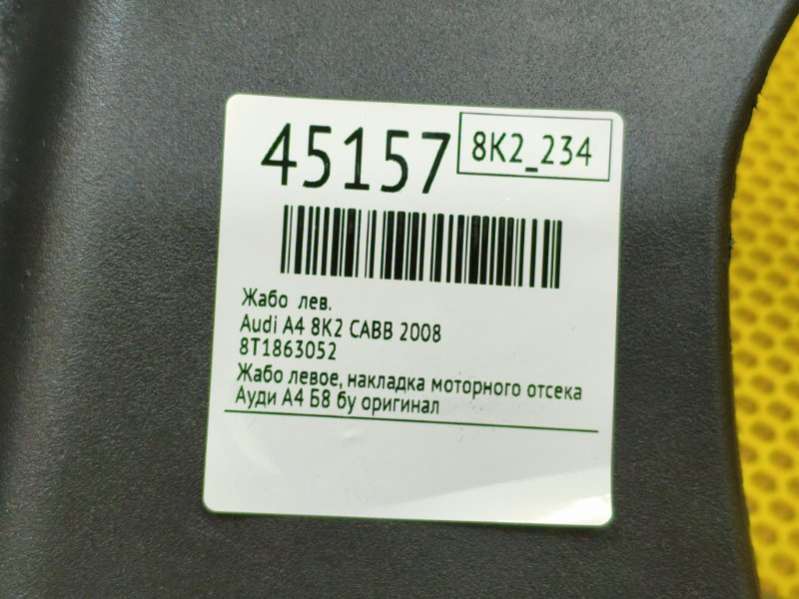 45157
8K2_234
Жабо лев.
Audi A4 8K2 CABB 2008
8T1863052
Жабо левое, накладка моторного отсека
Ауди А4 Б8 бу оригинал